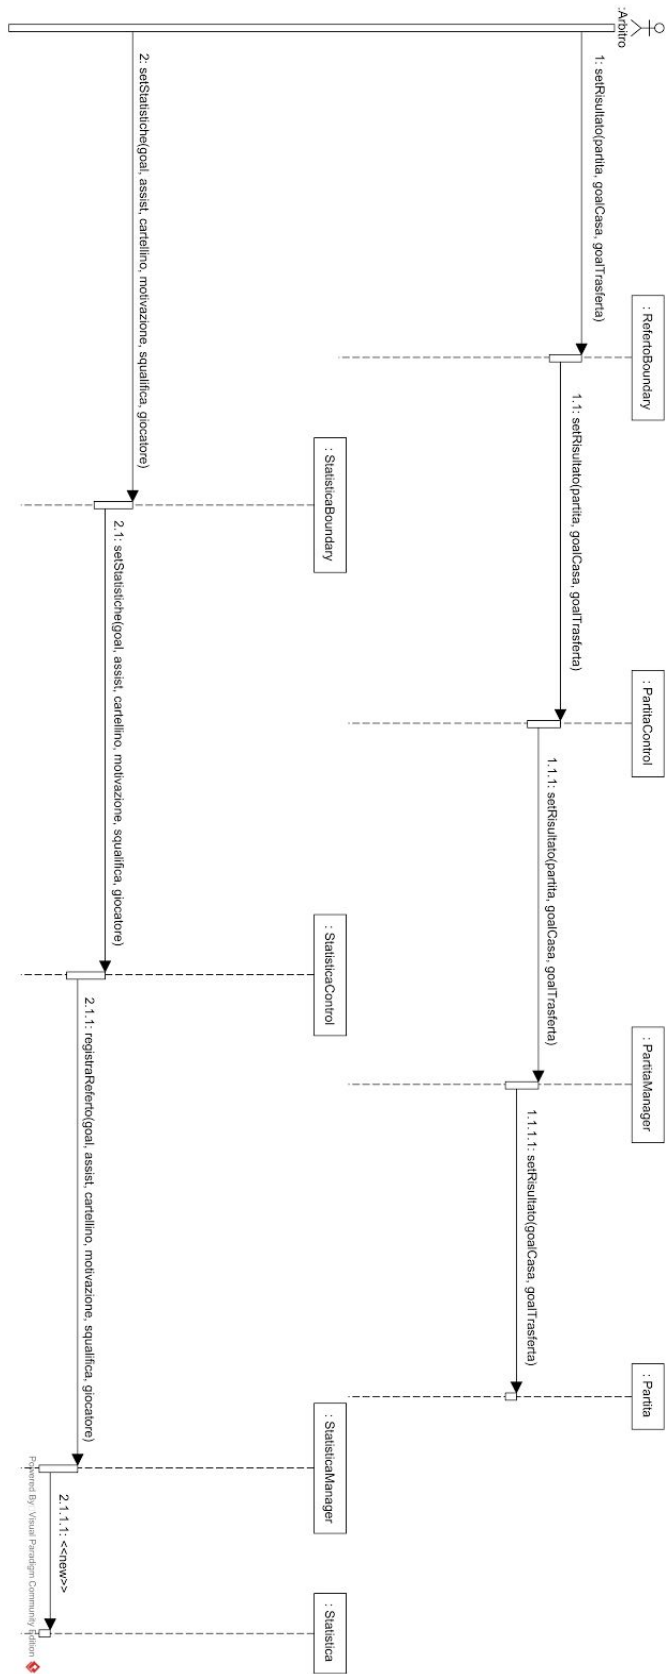 :Arbitro
: RefertoBoundary
: PartitaControl
: PartitaManager
: Partita
1: setRisultato(partita, goalCasa, goalTrasferta)
1.1: setRisultato(partita, goalCasa, goalTrasferta)
1.1.1: setRisultato(partita, goalCasa, goalTrasferta)
1.1.1.1: setRisultato(goalCasa, goalTrasferta)
: StatisticaBoundary
: StatisticaControl
: StatisticaManager
: Statistica
2: setStatistiche(goal, assist, cartellino, motivazione, squalifica, giocatore)
2.1: setStatistiche(goal, assist, cartellino, motivazione, squalifica, giocatore)
2.1.1: registraReferto(goal, assist, cartellino, motivazione, squalifica, giocatore)
2.1.1.1: <<new>>
Powered By: Visual Paradigm Community Edition